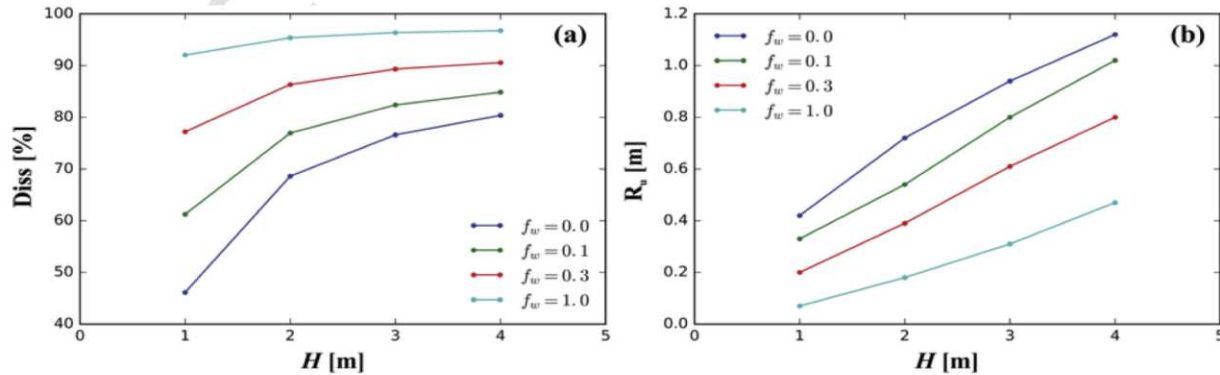 100
90
80
70
60
50
40
Diss [%]
(a)
f_w = 0.0
f_w = 0.1
f_w = 0.3
f_w = 1.0
0 1 2 3 4 5
H [m]
1.2
1.0
0.8
0.6
0.4
0.2
0.0
R_u [m]
f_w = 0.0
f_w = 0.1
f_w = 0.3
f_w = 1.0
(b)
0 1 2 3 4 5
H [m]